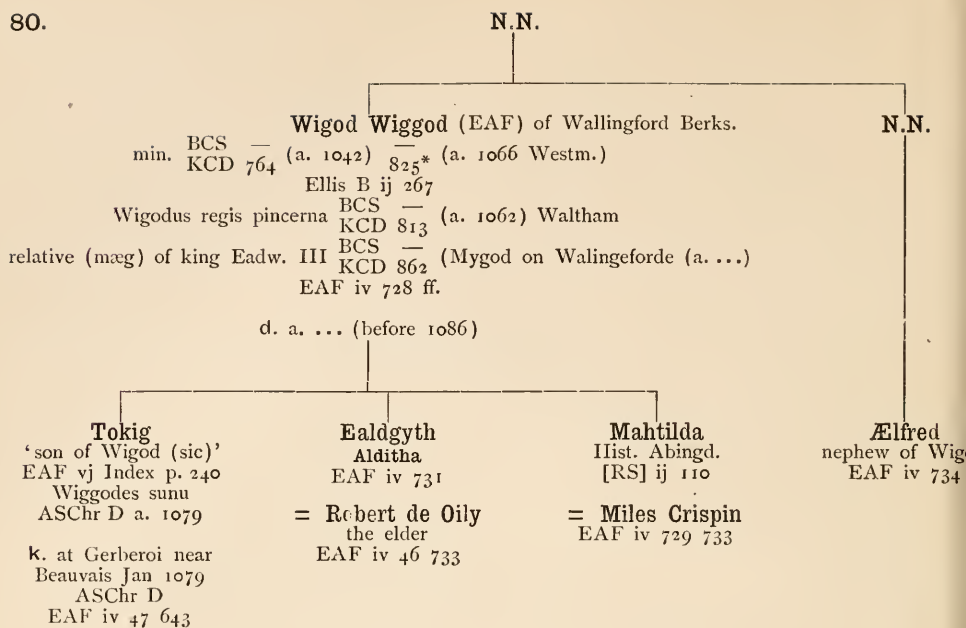 80.
N.N.
Wigod Wiggod (EAF) of Wallingford Berks.
N.N.
min. BCS — KCD 764 (a. 1042) — 825* (a. 1066 Westm.)
Ellis B ij 267
Wigodus regis pincerna BCS — KCD 813 (a. 1062) Waltham
relative (mæg) of king Eadw. III BCS — KCD 862 (Mygod on Walingeforde (a. ...)
EAF iv 728 ff.
d. a. ... (before 1086)
Tokig
'son of Wigod (sic)'
EAF vj Index p. 240
Wiggodes sunu
ASChr D a. 1079
k. at Gerberoi near
Beauvais Jan 1079
ASChr D
EAF iv 47 643
Ealdgyth
Alditha
EAF iv 731
= Robert de Oily
the elder
EAF iv 46 733
Mahtilda
Hist. Abingd.
[RS] ij 110
= Miles Crispin
EAF iv 729 733
Ælfred
nephew of Wig
EAF iv 734